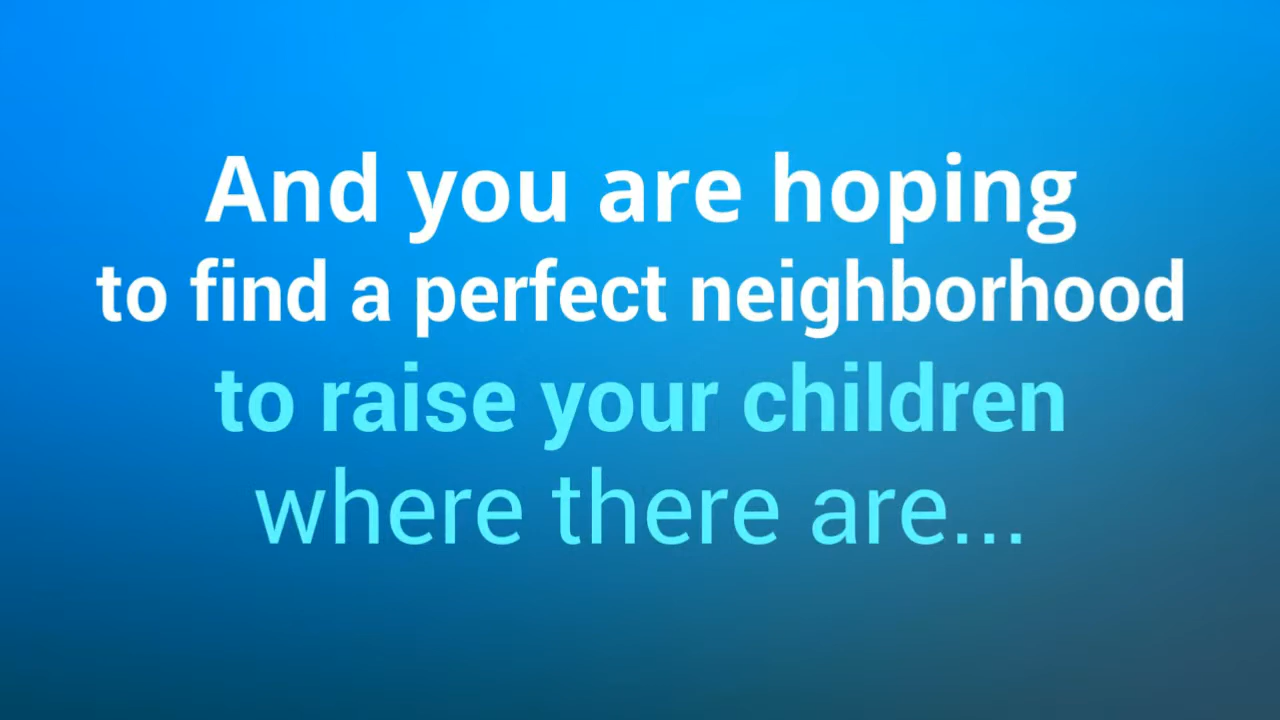 And you are hoping
to find a perfect neighborhood
to raise your children
where there are...